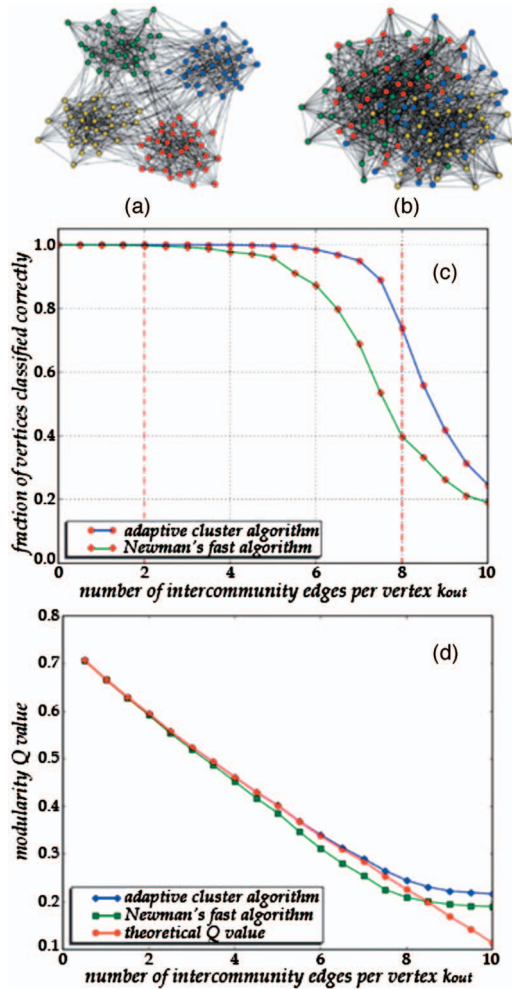 (a) (b)
(c)
1.0
0.8
0.6
0.4
0.2
0.0
fraction of vertices classified correctly
adaptive cluster algorithm
Newman's fast algorithm
0 2 4 6 8 10
number of intercommunity edges per vertex kout
(d)
0.8
0.7
0.6
0.5
0.4
0.3
0.2
0.1
modularity Q value
adaptive cluster algorithm
Newman's fast algorithm
theoretical Q value
0 2 4 6 8 10
number of intercommunity edges per vertex kout